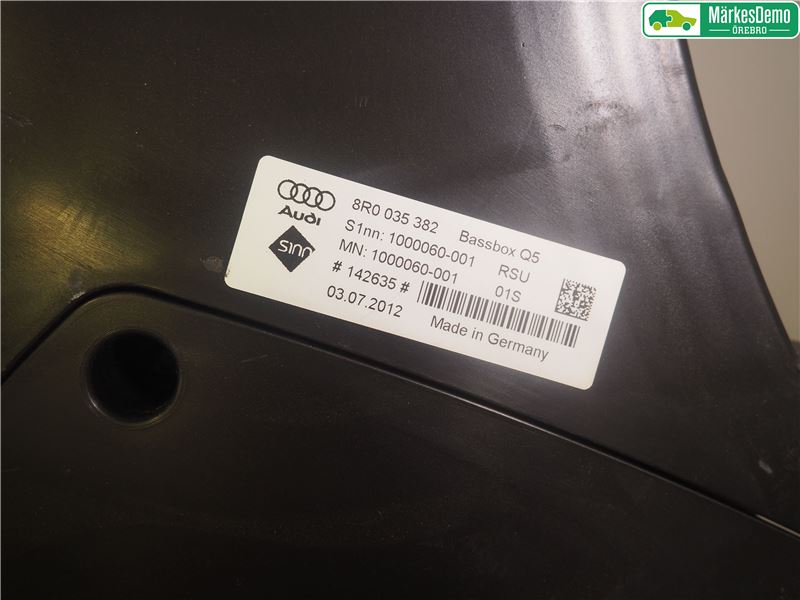 MärkesDemo
ÖREBRO
Audi
S1nn
8R0 035 382 Bassbox Q5
S1nn: 1000060-001 RSU
MN: 1000060-001 01S
# 142635 #
03.07.2012 Made in Germany